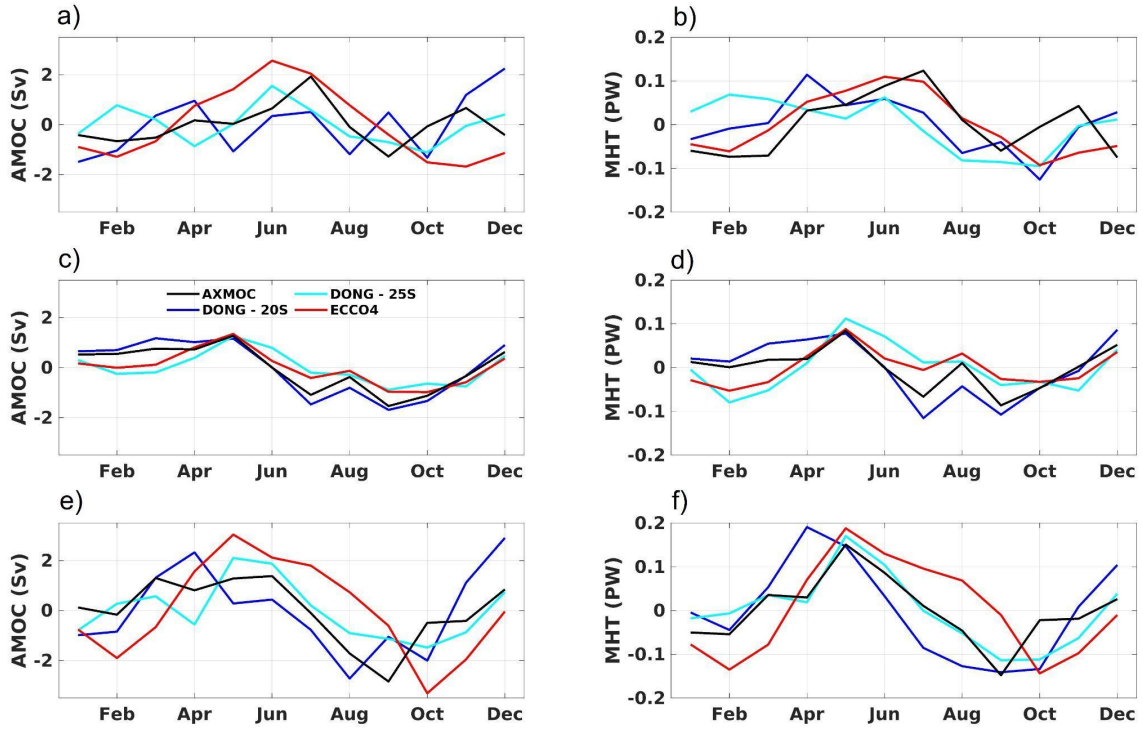 a)
AMOC (Sv)
2
0
-2
Feb Apr Jun Aug Oct Dec
b)
MHT (PW)
0.2
0.1
0
-0.1
-0.2
Feb Apr Jun Aug Oct Dec
c)
AMOC (Sv)
2
0
-2
AXMOC DONG - 25S
DONG - 20S ECCO4
Feb Apr Jun Aug Oct Dec
d)
MHT (PW)
0.2
0.1
0
-0.1
-0.2
Feb Apr Jun Aug Oct Dec
e)
AMOC (Sv)
2
0
-2
Feb Apr Jun Aug Oct Dec
f)
MHT (PW)
0.2
0.1
0
-0.1
-0.2
Feb Apr Jun Aug Oct Dec